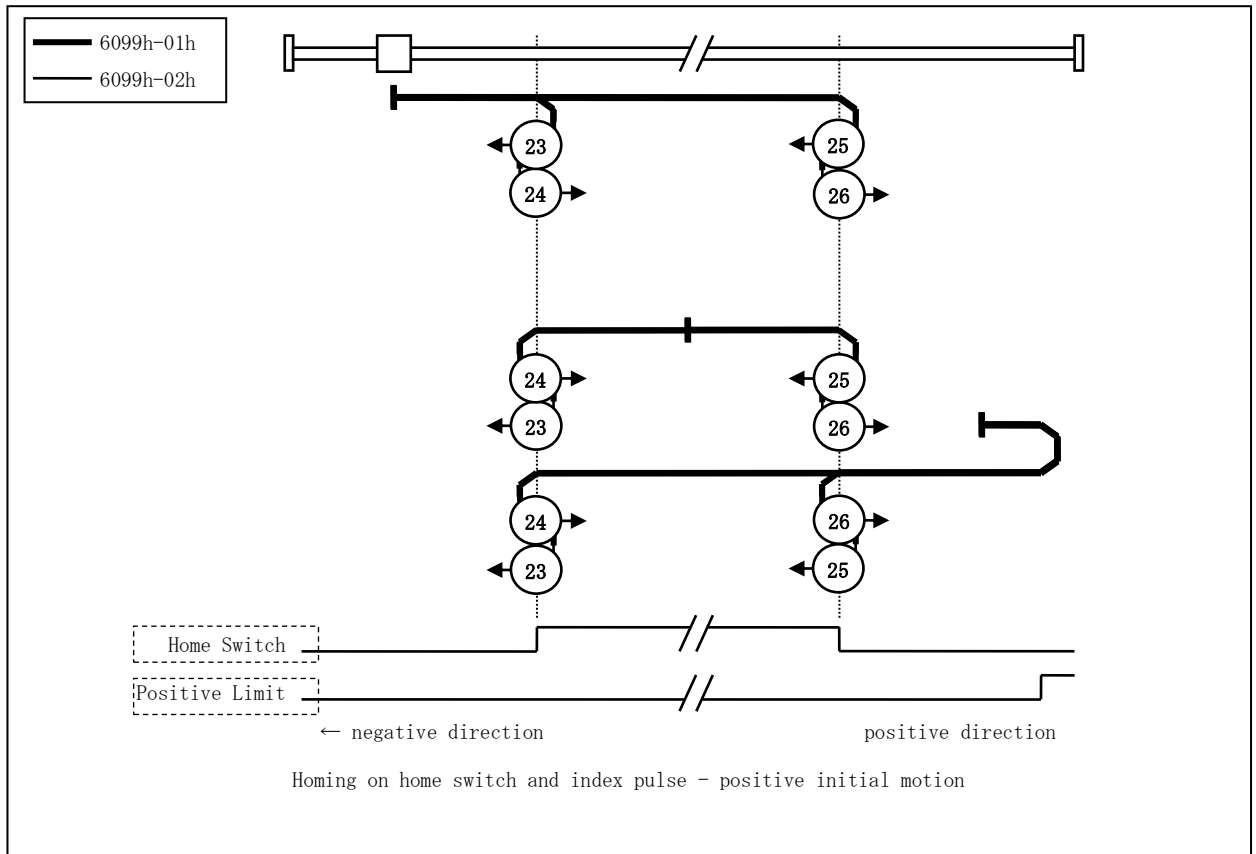 6099h-01h
6099h-02h
23 25
24 26
24 25
23 26
24 26
23 25
Home Switch
Positive Limit
← negative direction positive direction
Homing on home switch and index pulse – positive initial motion